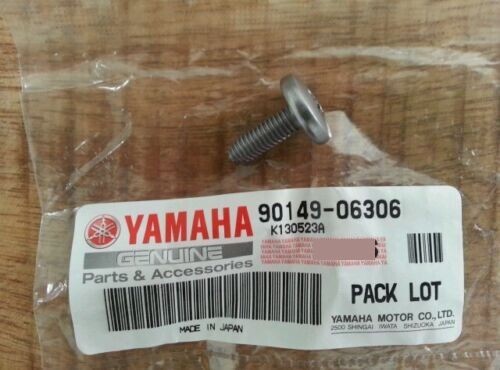 YAMAHA
GENUINE
Parts & Accessories
90149-06306
K130523A
PACK LOT
MADE IN JAPAN
YAMAHA MOTOR CO., LTD.
2500 SHINGAI IWATA SHIZUOKA JAPAN